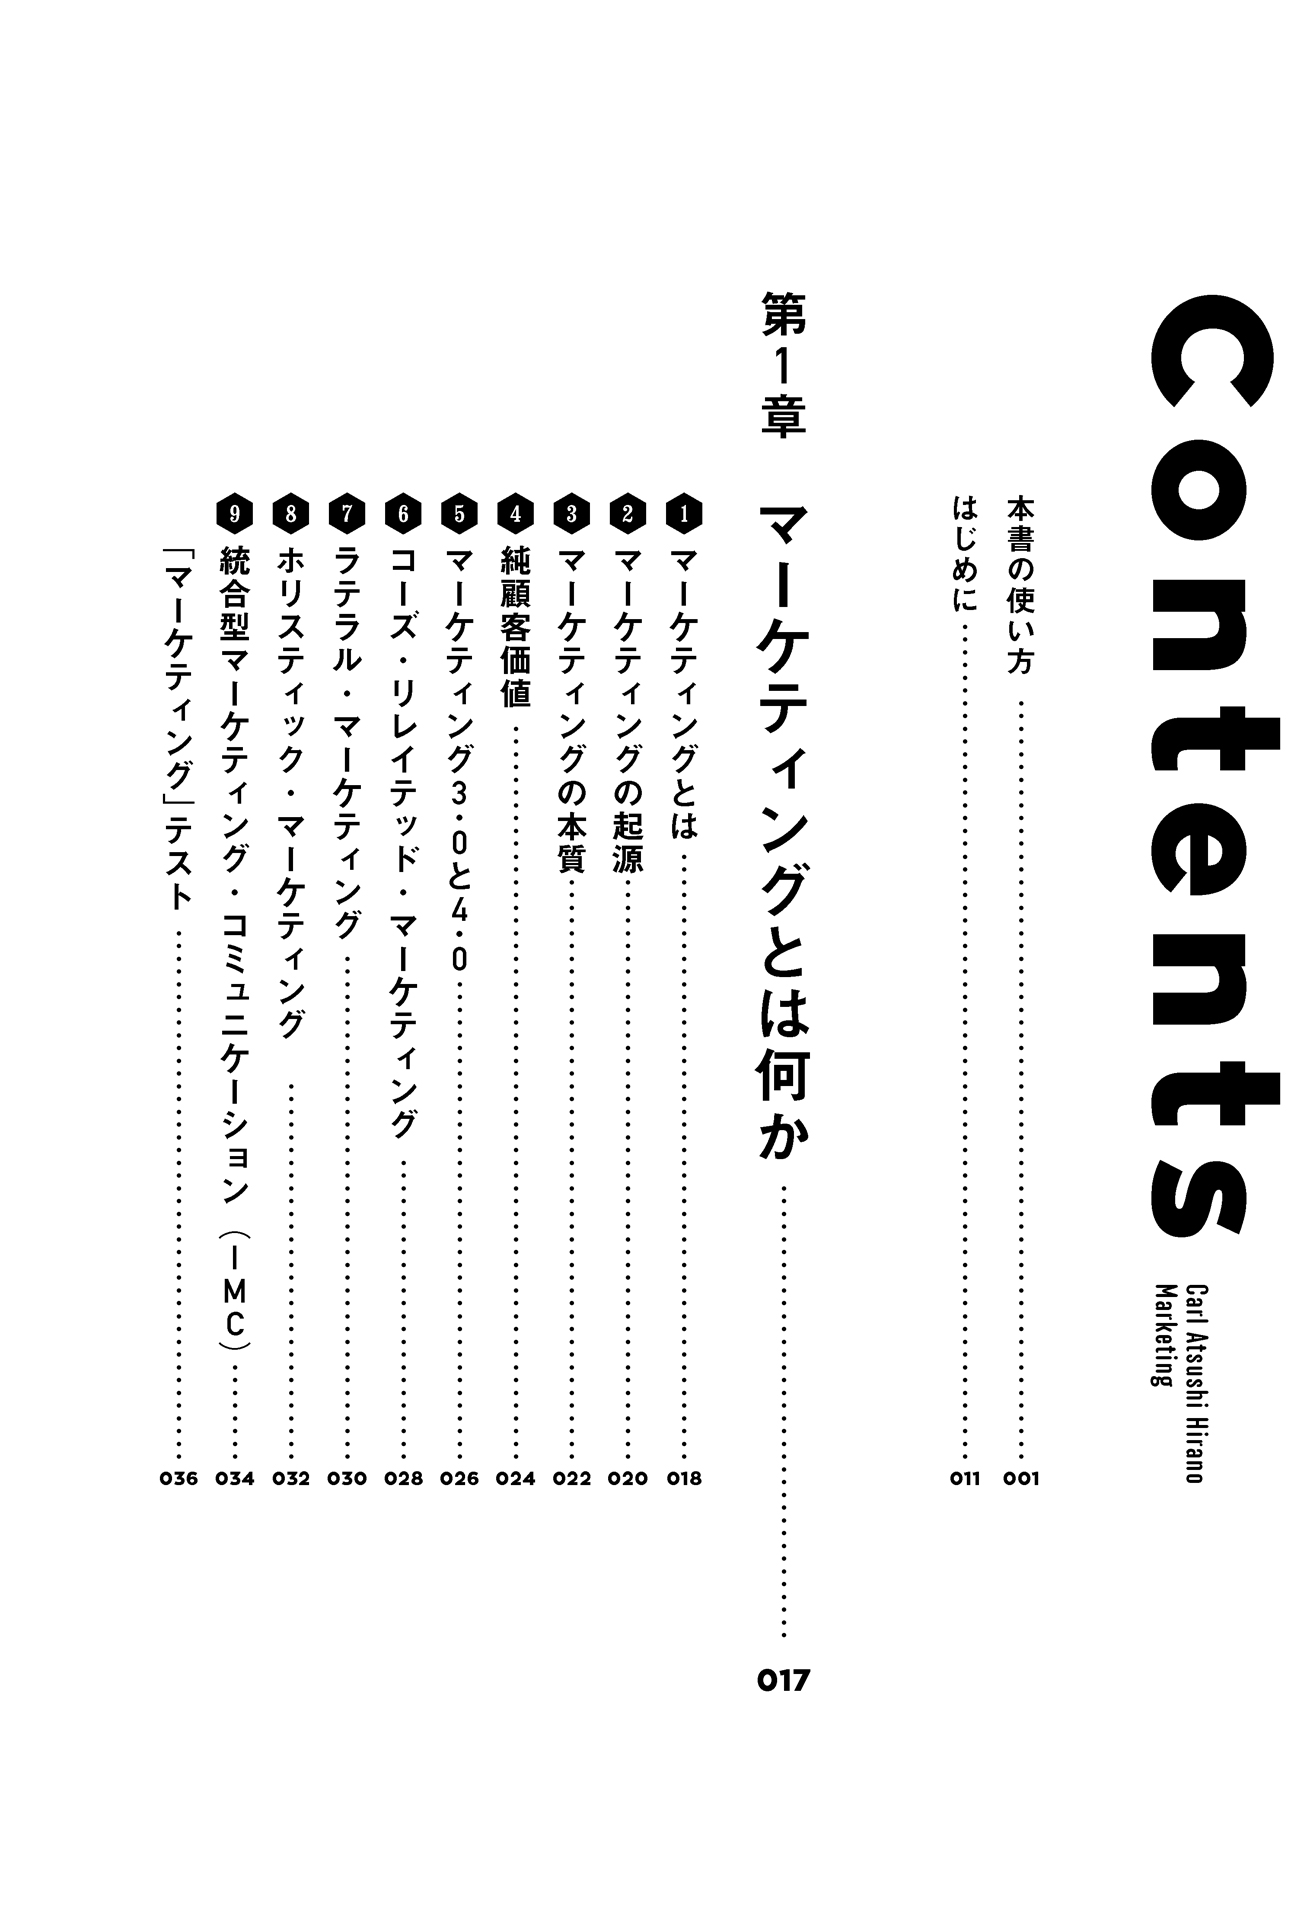 Contents
Carl Atsushi Hirano
Marketing
本書の使い方……001
はじめに……011
第1章 マーケティングとは何か……017
1 マーケティングとは……018
2 マーケティングの起源……020
3 マーケティングの本質……022
4 純顧客価値……024
5 マーケティング3・0と4・0……026
6 コーズ・リレイテッド・マーケティング……028
7 ラテラル・マーケティング……030
8 ホリスティック・マーケティング……032
9 統合型マーケティング・コミュニケーション（IMC）……034
「マーケティング」テスト……036